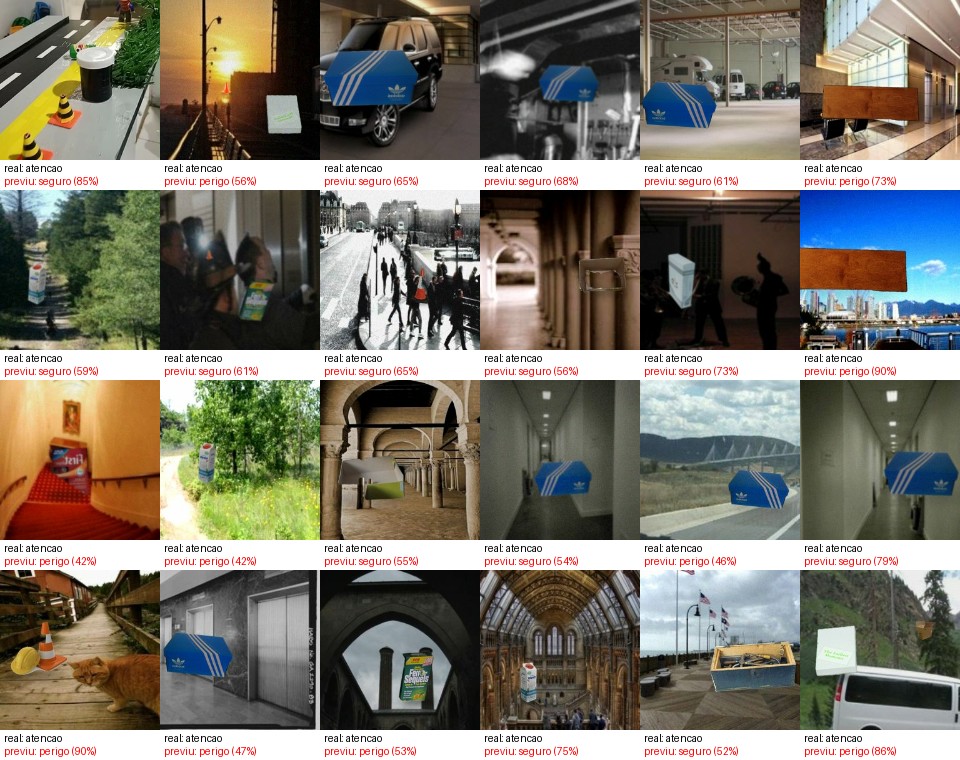 real: atencao
previu: seguro (85%)
real: atencao
previu: perigo (56%)
real: atencao
previu: seguro (65%)
real: atencao
previu: seguro (68%)
real: atencao
previu: seguro (61%)
real: atencao
previu: perigo (73%)
real: atencao
previu: seguro (59%)
real: atencao
previu: seguro (61%)
real: atencao
previu: seguro (65%)
real: atencao
previu: seguro (56%)
real: atencao
previu: seguro (73%)
real: atencao
previu: perigo (90%)
real: atencao
previu: perigo (42%)
real: atencao
previu: perigo (42%)
real: atencao
previu: seguro (55%)
real: atencao
previu: seguro (54%)
real: atencao
previu: perigo (46%)
real: atencao
previu: seguro (79%)
real: atencao
previu: perigo (90%)
real: atencao
previu: perigo (47%)
real: atencao
previu: perigo (53%)
real: atencao
previu: seguro (75%)
real: atencao
previu: seguro (52%)
real: atencao
previu: perigo (86%)